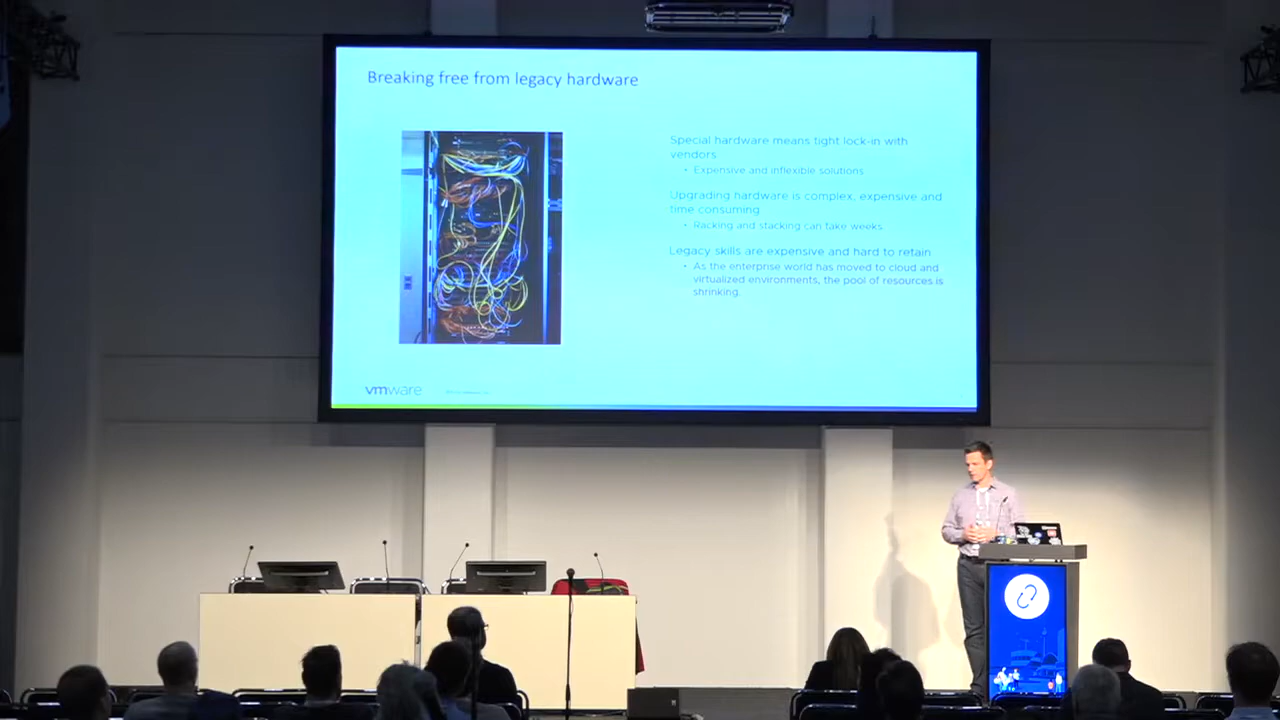 Breaking free from legacy hardware
Special hardware means tight lock-in with
vendors
• Expensive and inflexible solutions
Upgrading hardware is complex, expensive and
time consuming
• Racking and stacking can take weeks.
Legacy skills are expensive and hard to retain
• As the enterprise world has moved to cloud and
virtualized environments, the pool of resources is
shrinking.
vmware